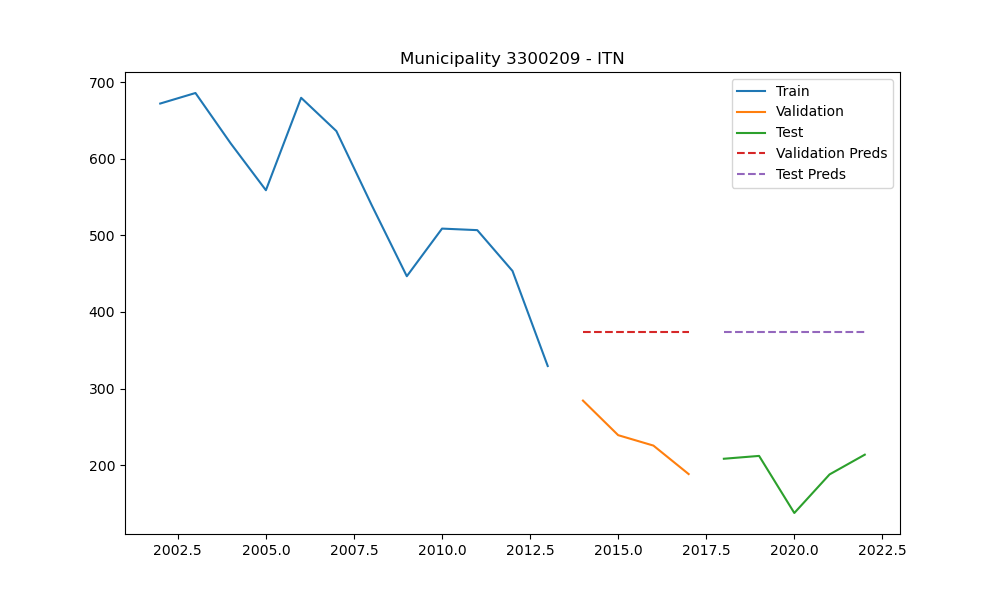 Municipality 3300209 - ITN
700
600
500
400
300
200
Train
Validation
Test
Validation Preds
Test Preds
2002.5 2005.0 2007.5 2010.0 2012.5 2015.0 2017.5 2020.0 2022.5